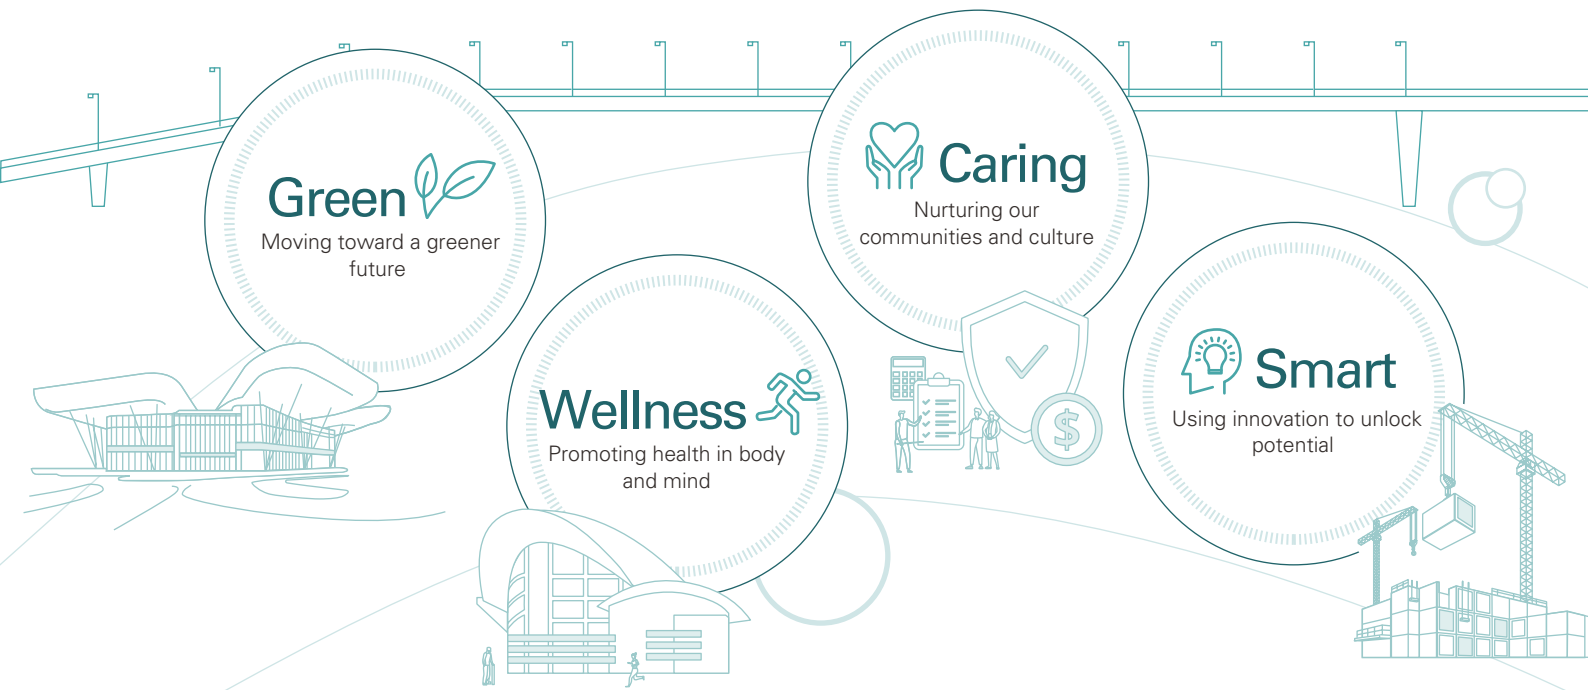 Green
Moving toward a greener
future
Wellness
Promoting health in body
and mind
Caring
Nurturing our
communities and culture
$
Smart
Using innovation to unlock
potential